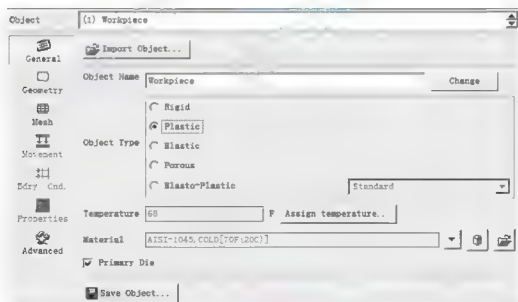 Object
(1) Workpiece
General
Import Object...
Geometry
Object Name
Workpiece
Change
Mesh
Movement
Bdry Cnd.
Properties
Advanced
Object Type
Rigid
Plastic
Elastic
Porous
Elasto-Plastic
Standard
Temperature
68
F
Assign temperature..
Material
AISI-1045,COLD[70F(20C)]
Primary Die
Save Object...